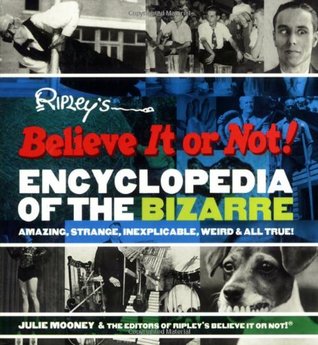 RIPLEY'S
Believe It or Not!®
ENCYCLOPEDIA
OF THE BIZARRE
AMAZING, STRANGE, INEXPLICABLE, WEIRD & ALL TRUE!
JULIE MOONEY & THE EDITORS OF RIPLEY'S BELIEVE IT OR NOT!®